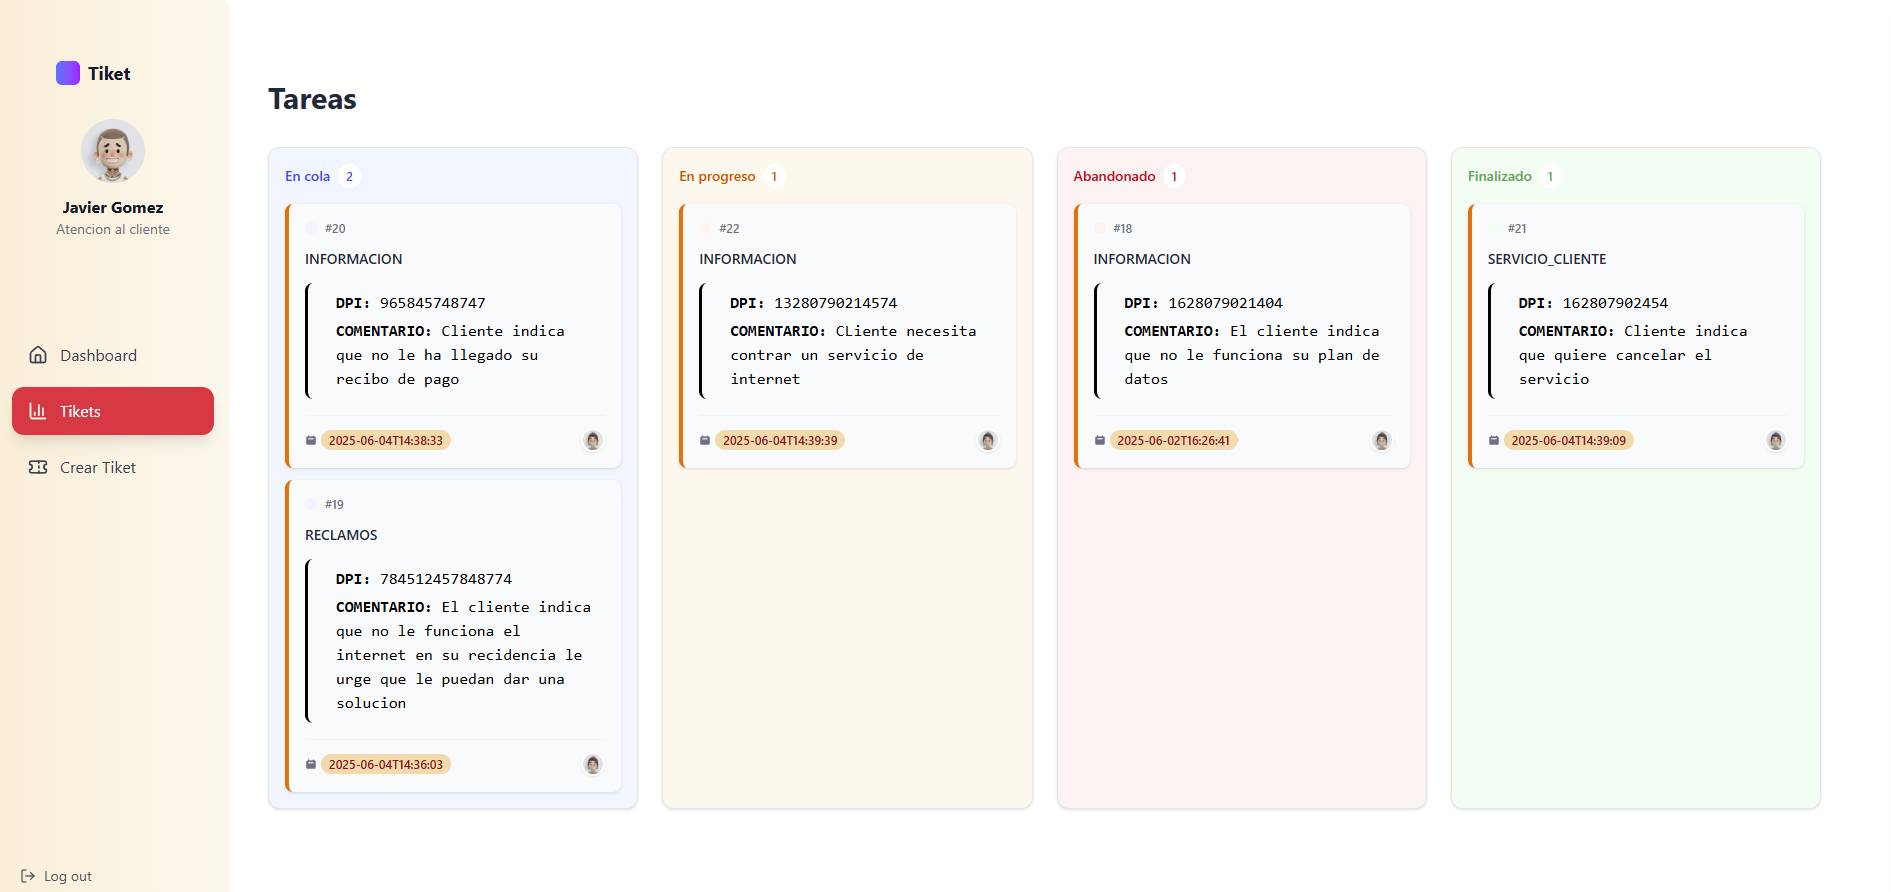 Tiket
Javier Gomez
Atencion al cliente
Dashboard
Tikets
Crear Tiket
Log out
Tareas
En cola 2
#20
INFORMACION
DPI: 965845748747
COMENTARIO: Cliente indica
que no le ha llegado su
recibo de pago
2025-06-04T14:38:33
#19
RECLAMOS
DPI: 784512457848774
COMENTARIO: El cliente indica
que no le funciona el
internet en su recidencia le
urge que le puedan dar una
solucion
2025-06-04T14:36:03
En progreso 1
#22
INFORMACION
DPI: 13280790214574
COMENTARIO: CLiente necesita
contrar un servicio de
internet
2025-06-04T14:39:39
Abandonado 1
#18
INFORMACION
DPI: 1628079021404
COMENTARIO: El cliente indica
que no le funciona su plan de
datos
2025-06-02T16:26:41
Finalizado 1
#21
SERVICIO_CLIENTE
DPI: 162807902454
COMENTARIO: Cliente indica
que quiere cancelar el
servicio
2025-06-04T14:39:09